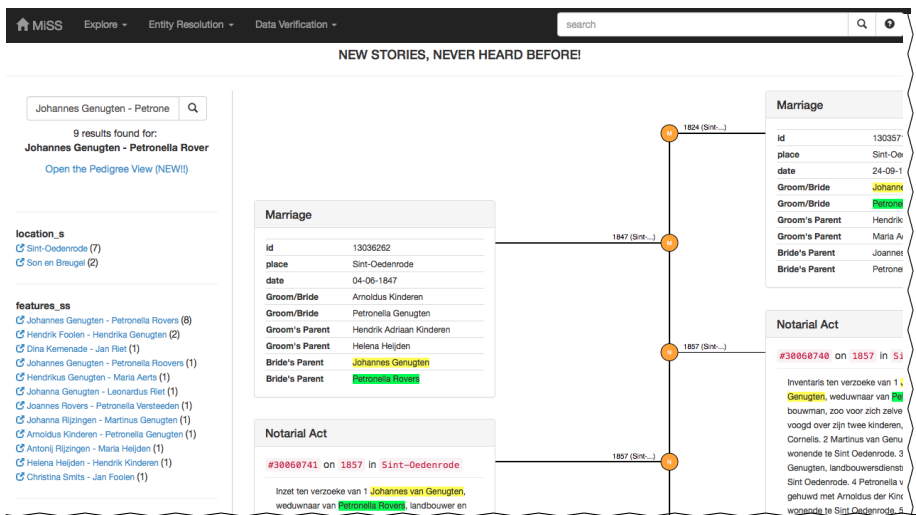 MiSS Explore Entity Resolution Data Verification search
NEW STORIES, NEVER HEARD BEFORE!
Johannes Genugten - Petrone
9 results found for:
Johannes Genugten - Petronella Rover
Open the Pedigree View (NEW!!)
location_s
Sint-Oedenrode (7)
Son en Breugel (2)
features_ss
Johannes Genugten - Petronella Rovers (8)
Hendrik Foolen - Hendrika Genugten (2)
Dina Kemenade - Jan Riet (1)
Johannes Genugten - Petronella Roovers (1)
Hendrikus Genugten - Maria Aerts (1)
Johanna Genugten - Leonardus Riet (1)
Joannes Rovers - Petronella Versteeden (1)
Johanna Rijzingen - Martinus Genugten (1)
Arnoldus Kinderen - Petronella Genugten (1)
Antonij Rijzingen - Maria Heijden (1)
Helena Heijden - Hendrik Kinderen (1)
Christina Smits - Jan Foolen (1)
Marriage
id 13036262
place Sint-Oedenrode
date 04-06-1847
Groom/Bride Arnoldus Kinderen
Groom/Bride Petronella Genugten
Groom's Parent Hendrik Adriaan Kinderen
Groom's Parent Helena Heijden
Bride's Parent Johannes Genugten
Bride's Parent Petronella Rovers
Notarial Act
#30060741 on 1857 in Sint-Oedenrode
Inzet ten verzoeke van 1 Johannes van Genugten,
weduwnaar van Petronella Rovers, landbouwer en
M 1824 (Sint-...)
1847 (Sint-...) M
N 1857 (Sint-...)
1857 (Sint-...) N
Marriage
id 130357
place Sint-Oe
date 24-09-1
Groom/Bride Johanne
Groom/Bride Petronel
Groom's Parent Hendrik
Groom's Parent Maria A
Bride's Parent Joannes
Bride's Parent Petronel
Notarial Act
#30060740 on 1857 in Si
Inventaris ten verzoeke van 1
Genugten, weduwnaar van Pe
bouwman, zoo voor zich zelve
voogd over zijn twee kinderen,
Cornelis. 2 Martinus van Genu
wonende te Sint Oedenrode. 3
Genugten, landbouwersdienst
Sint Oedenrode. 4 Petronella v
gehuwd met Arnoldus der Kind
wonende te Sint Oedenrode. 5